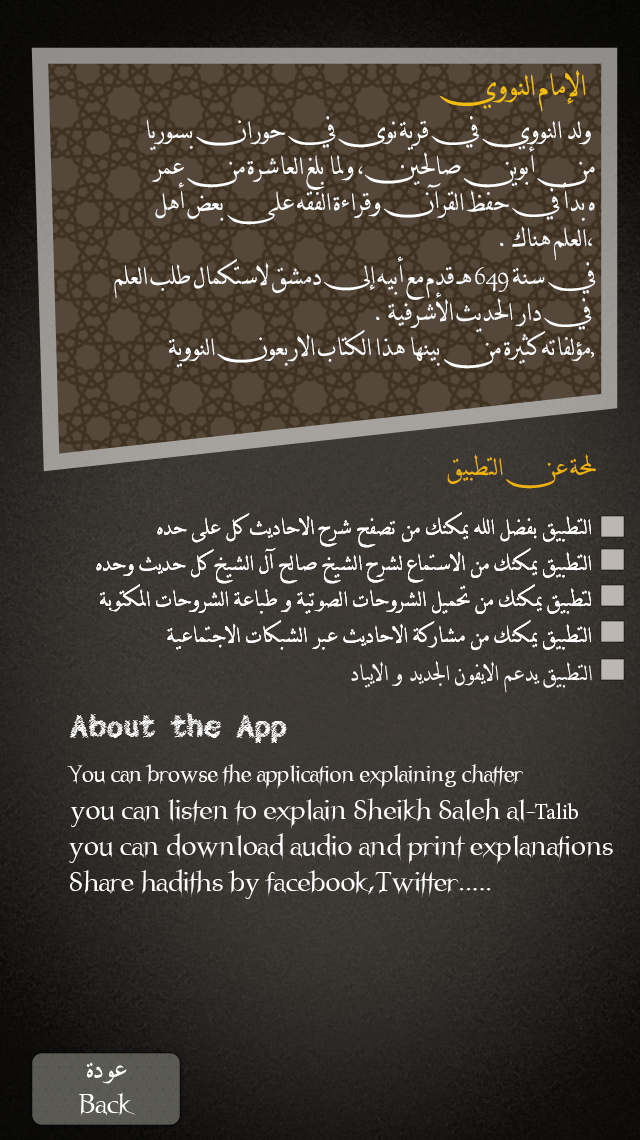 الإمام النووي
ولد النووي في قرية نوى في حوران بسوريا
من أبوين صالحين، ولما بلغ العاشرة من عمر
ه بدأ في حفظ القرآن وقراءة الفقه على بعض أهل
،العلم هناك .
في سنة 649 هـ قدم مع أبيه إلى دمشق لاستكمال طلب العلم
في دار الحديث الأشرفية .
,مؤلفاته كثيرة من بينها هذا الكتاب الاربعون النووية
لمحة عن التطبيق
التطبيق بفضل الله يمكنك من تصفح شرح الاحاديث كل على حده
التطبيق يمكنك من الاستماع لشرح الشيخ صالح آل الشيخ كل حديث وحده
لتطبيق يمكنك من تحميل الشروحات الصوتية و طباعة الشروحات المكتوبة
التطبيق يمكنك من مشاركة الاحاديث عبر الشبكات الاجتماعية
التطبيق يدعم الايفون الجديد و الايباد
About the App
You can browse the application explaining chatter
you can listen to explain Sheikh Saleh al-Talib
you can download audio and print explanations
Share hadiths by facebook,Twitter.....
عودة
Back